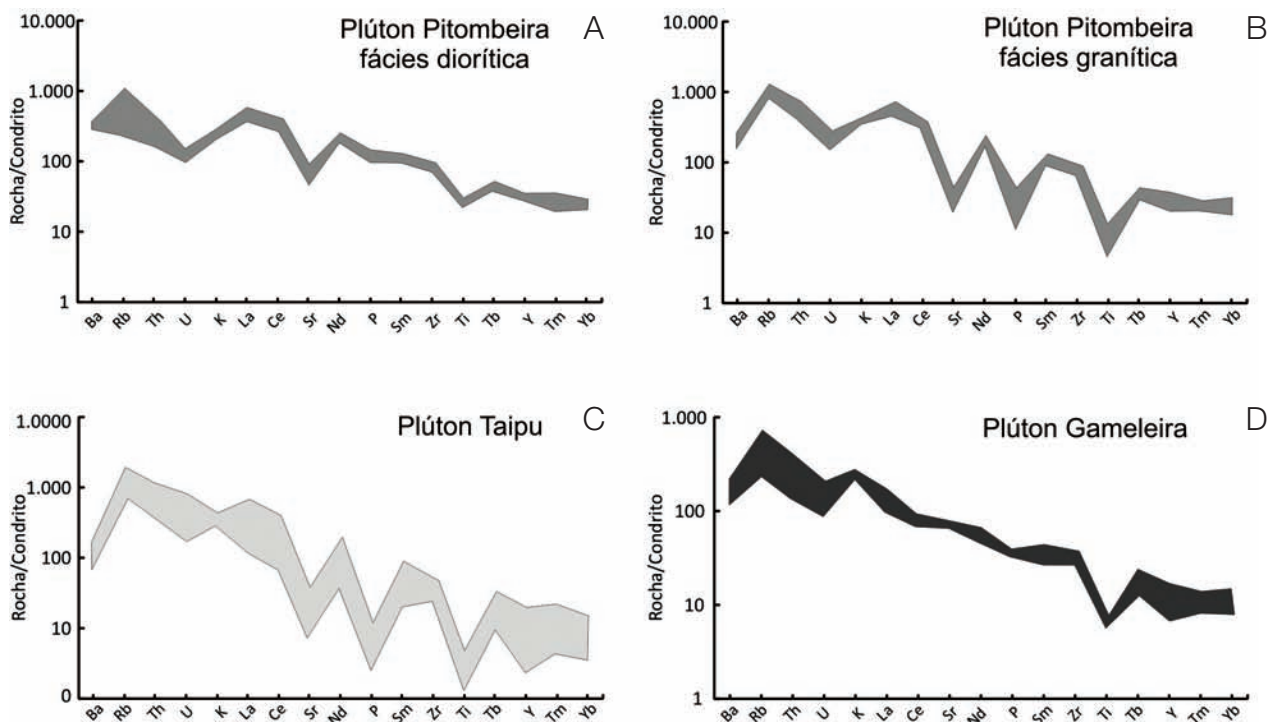 Plúton Pitombeira
fácies diorítica
A
10.000
1.000
100
10
1
Rocha/Condrito
Ba Rb Th U K La Ce Sr Nd P Sm Zr Ti Tb Y Tm Yb
Plúton Pitombeira
fácies granítica
B
10.000
1.000
100
10
1
Rocha/Condrito
Ba Rb Th U K La Ce Sr Nd P Sm Zr Ti Tb Y Tm Yb
Plúton Taipu
C
1.0000
1.000
100
10
0
Rocha/Condrito
Ba Rb Th U K La Ce Sr Nd P Sm Zr Ti Tb Y Tm Yb
Plúton Gameleira
D
1.000
100
10
1
Rocha/Condrito
Ba Rb Th U K La Ce Sr Nd P Sm Zr Ti Tb Y Tm Yb